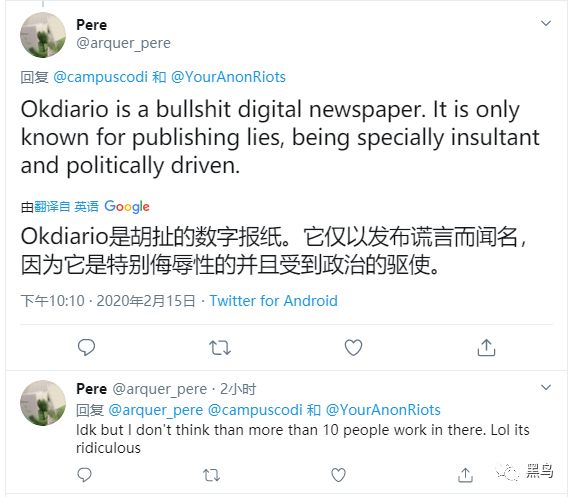 Pere
@arquer_pere
回复 @campuscodi 和 @YourAnonRiots
Okdiario is a bullshit digital newspaper. It is only
known for publishing lies, being specially insultant
and politically driven.
由翻译自 英语 Google
Okdiario是胡扯的数字报纸。它仅以发布谎言而闻名，
因为它是特别侮辱性的并且受到政治的驱使。
下午10:10 · 2020年2月15日 · Twitter for Android
Pere @arquer_pere · 2小时
回复 @arquer_pere @campuscodi 和 @YourAnonRiots
Idk but I don't think than more than 10 people work in there. Lol its
ridiculous
黑鸟